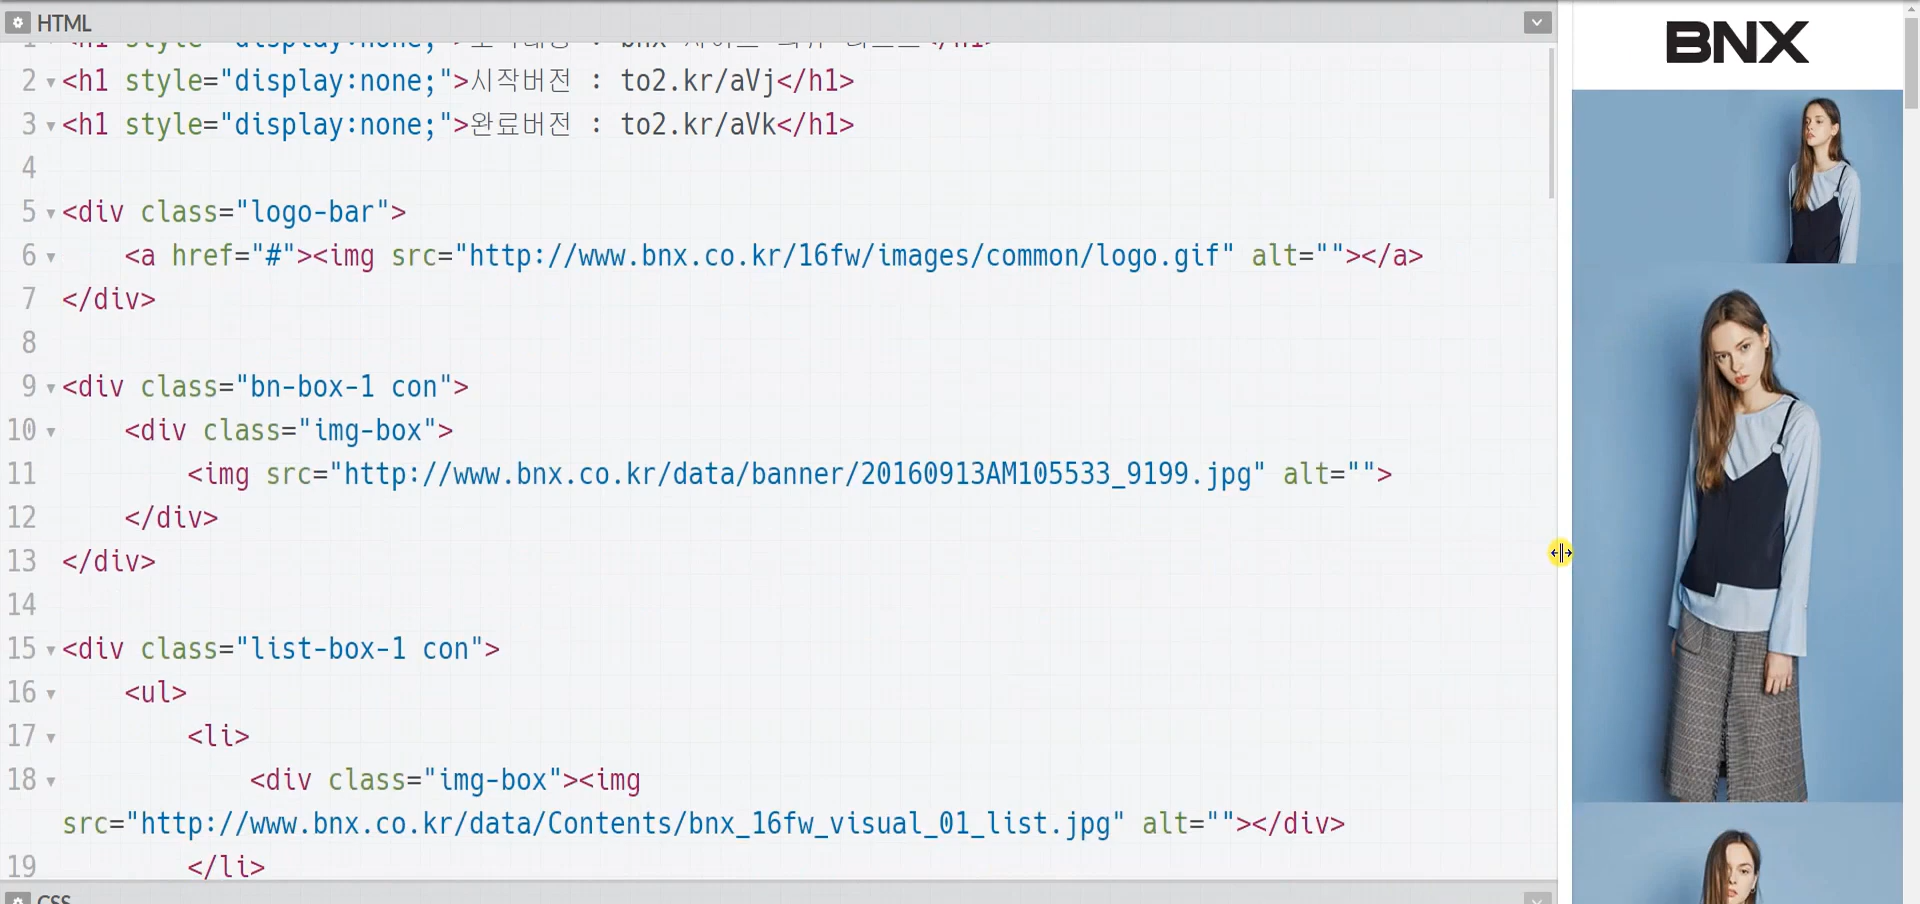 HTML
BNX
2 <h1 style="display:none;">시작버전 : to2.kr/aVj</h1>
3 <h1 style="display:none;">완료버전 : to2.kr/aVk</h1>
4
5 <div class="logo-bar">
6 <a href="#"><img src="http://www.bnx.co.kr/16fw/images/common/logo.gif" alt=""></a>
7 </div>
8
9 <div class="bn-box-1 con">
10 <div class="img-box">
11 <img src="http://www.bnx.co.kr/data/banner/20160913AM105533_9199.jpg" alt="">
12 </div>
13 </div>
14
15 <div class="list-box-1 con">
16 <ul>
17 <li>
18 <div class="img-box"><img
src="http://www.bnx.co.kr/data/Contents/bnx_16fw_visual_01_list.jpg" alt=""></div>
19 </li>
CSS